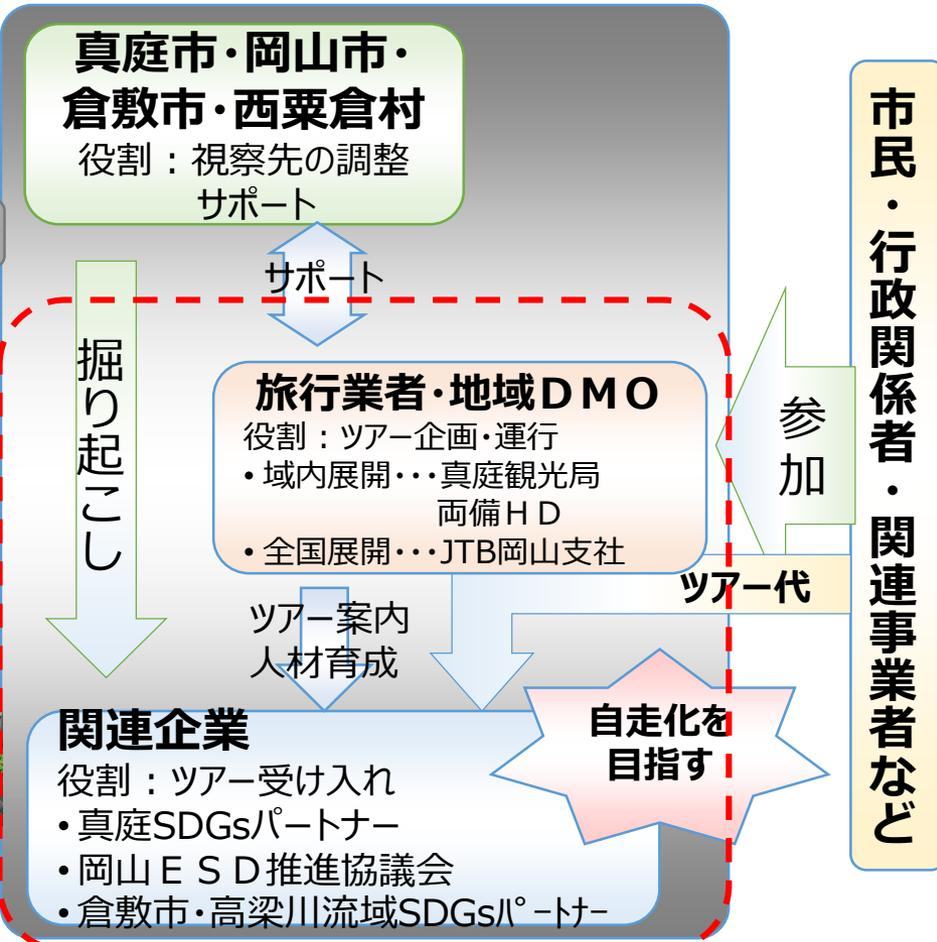 真庭市・岡山市・
倉敷市・西粟倉村
役割：視察先の調整
サポート
サポート
掘り起こし
旅行業者・地域ＤＭＯ
役割：ツアー企画・運行
• 域内展開･･･真庭観光局
両備ＨＤ
• 全国展開･･･JTB岡山支社
参加
ツアー代
ツアー案内
人材育成
自走化を
目指す
関連企業
役割：ツアー受け入れ
• 真庭SDGsパートナー
• 岡山ＥＳＤ推進協議会
• 倉敷市・高梁川流域SDGsﾊﾟｰﾄﾅｰ
市民・行政関係者・関連事業者など